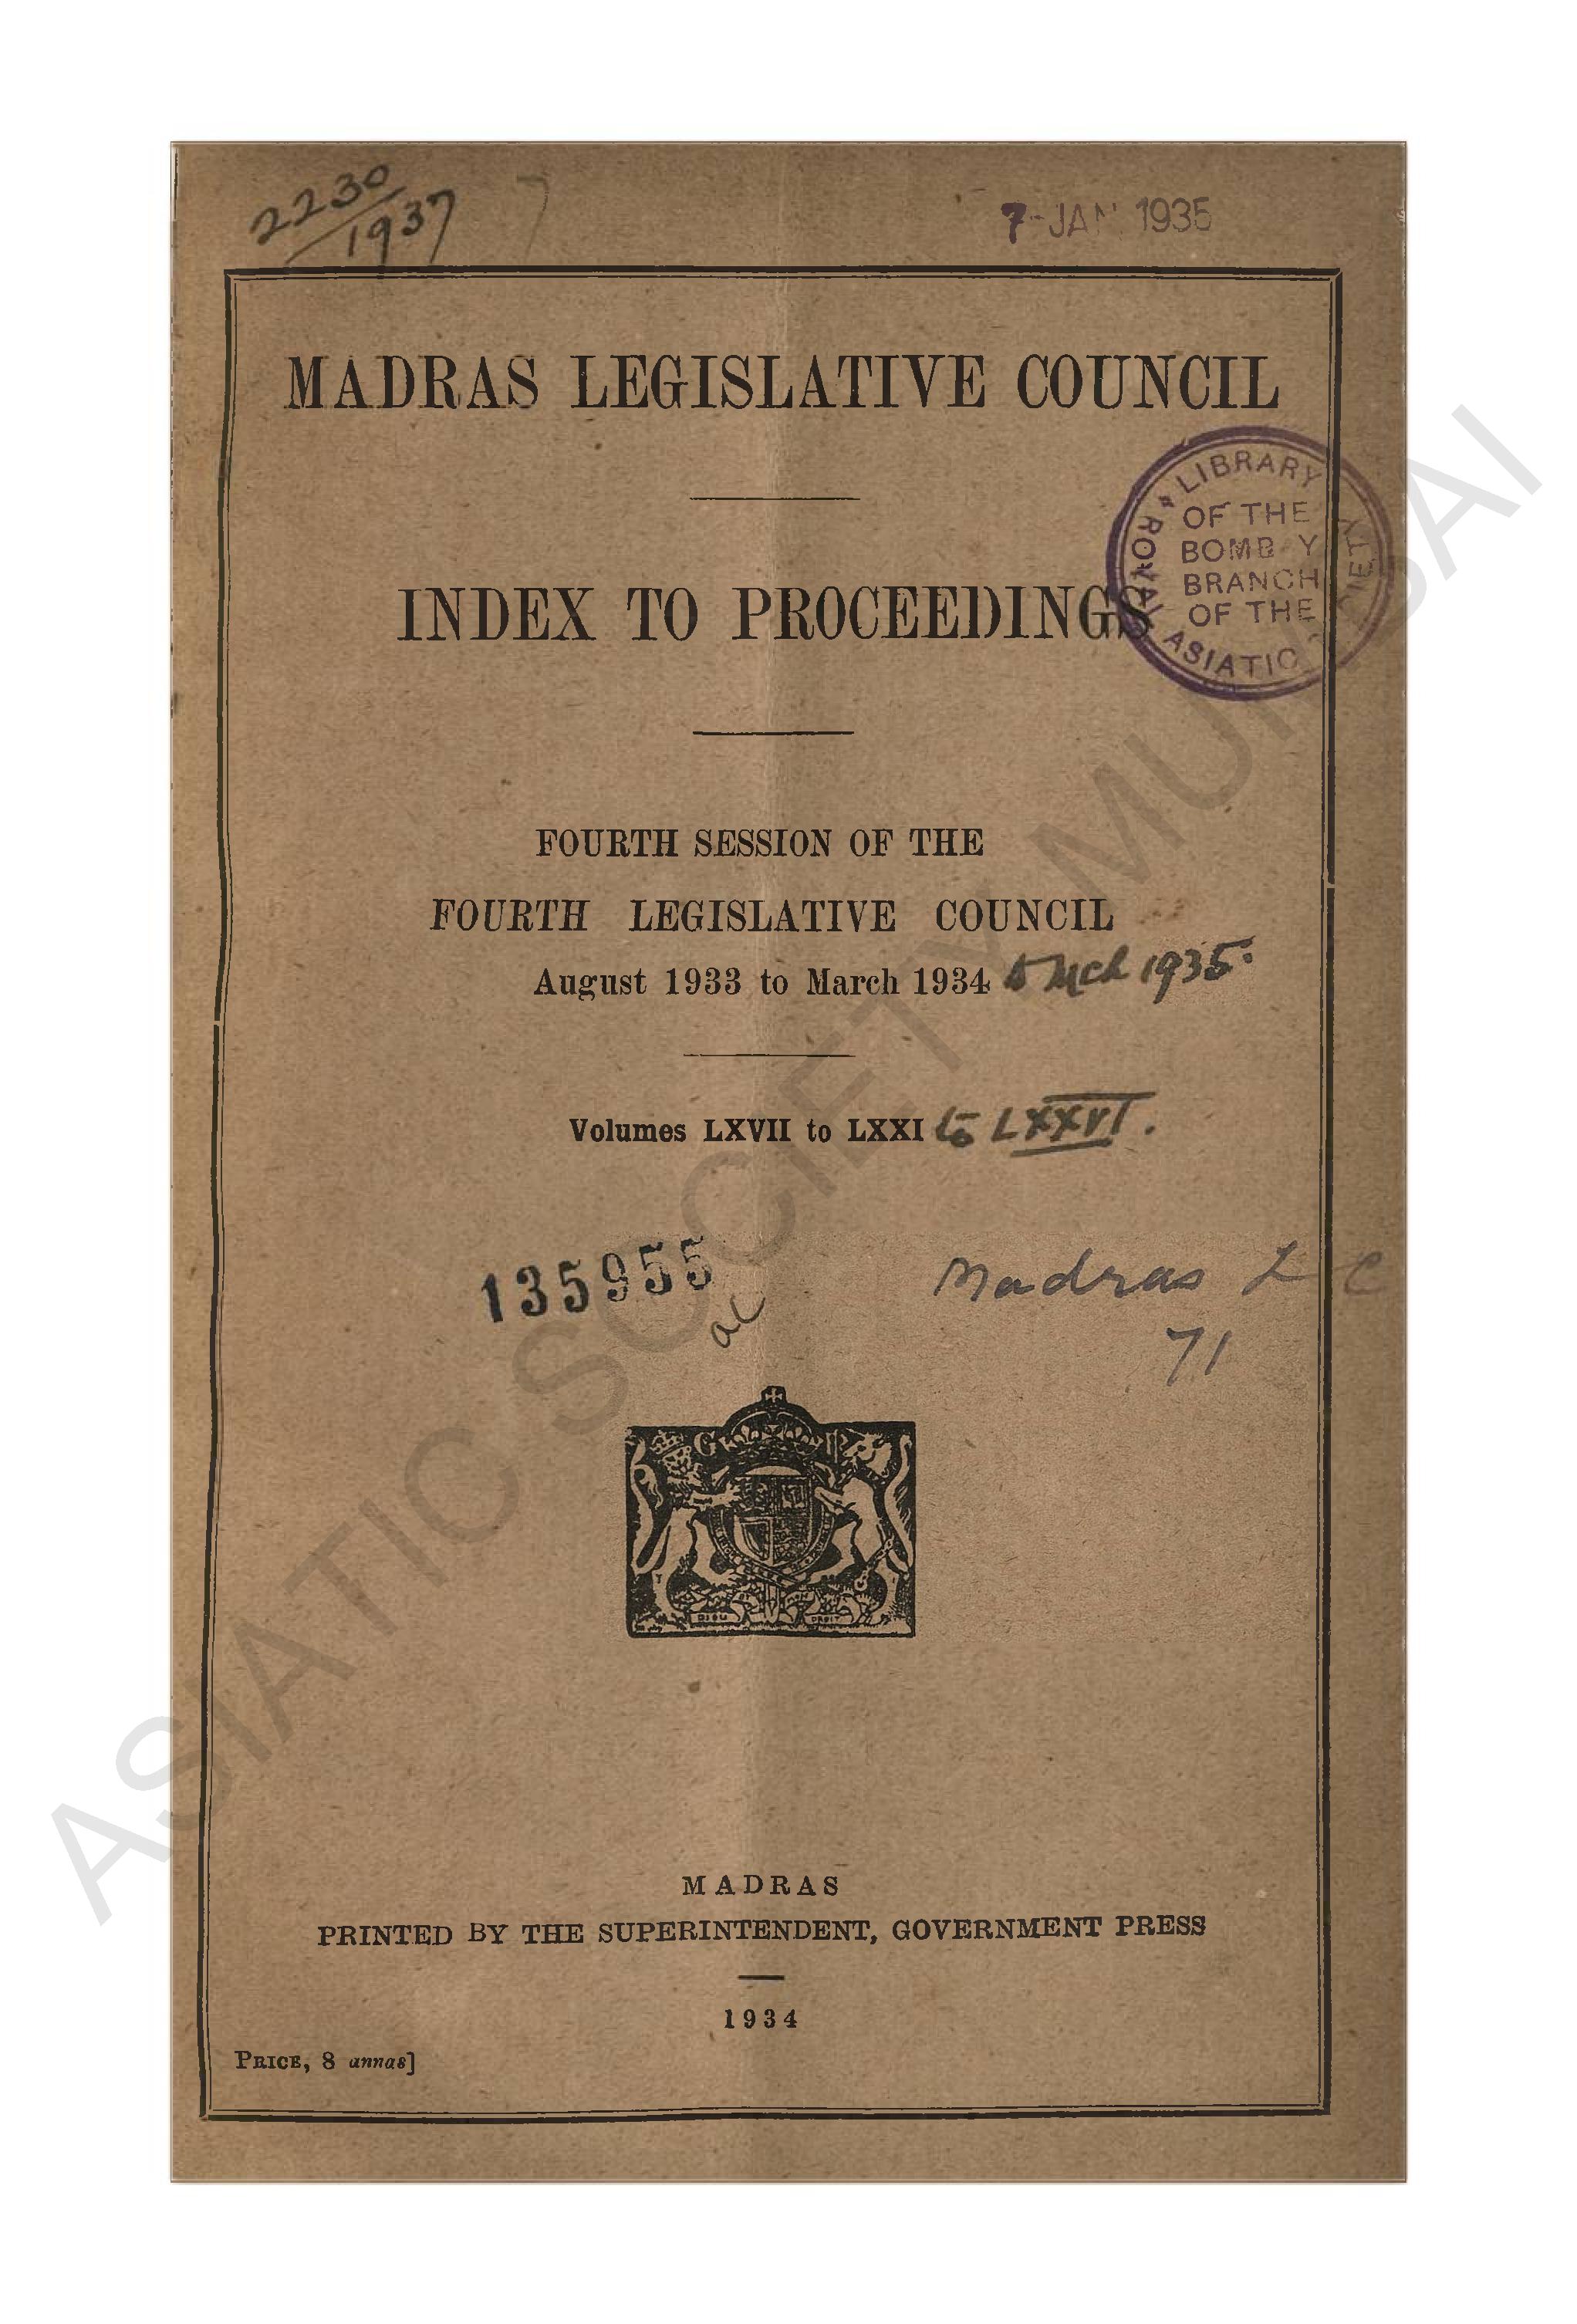 2230
1937
7
7-JAN 1935
MADRAS LEGISLATIVE COUNCIL
LIBRARY
OF THE
BOMBAY
BRANCH
OF THE
ROYAL ASIATIC SOCIETY
INDEX TO PROCEEDINGS
FOURTH SESSION OF THE
FOURTH LEGISLATIVE COUNCIL
August 1933 to March 1934 to Mch 1935.
Volumes LXVII to LXXI to LXXVI.
135955
Madras L C
71
DIEU DROIT
MADRAS
PRINTED BY THE SUPERINTENDENT, GOVERNMENT PRESS
1934
PRICE, 8 annas]
ASIATIC SOCIETY MUMBAI